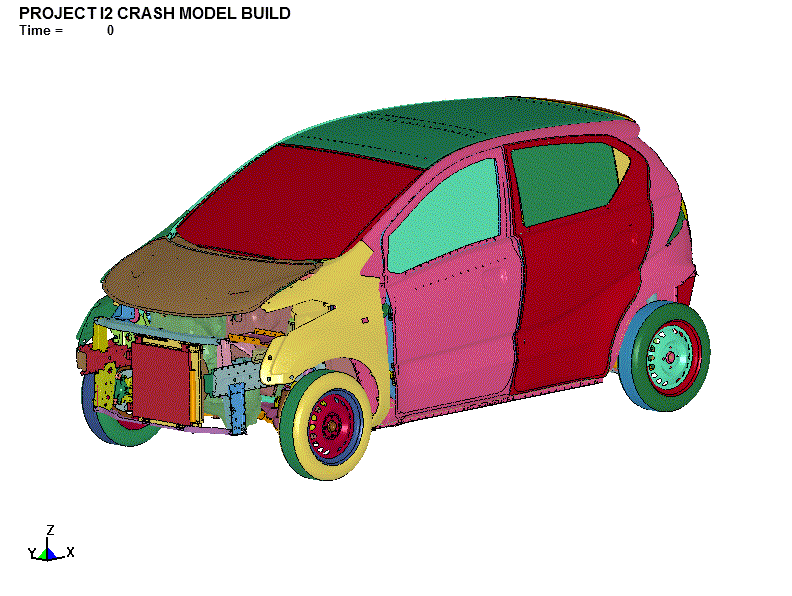 PROJECT I2 CRASH MODEL BUILD
Time = 0
Z
Y X